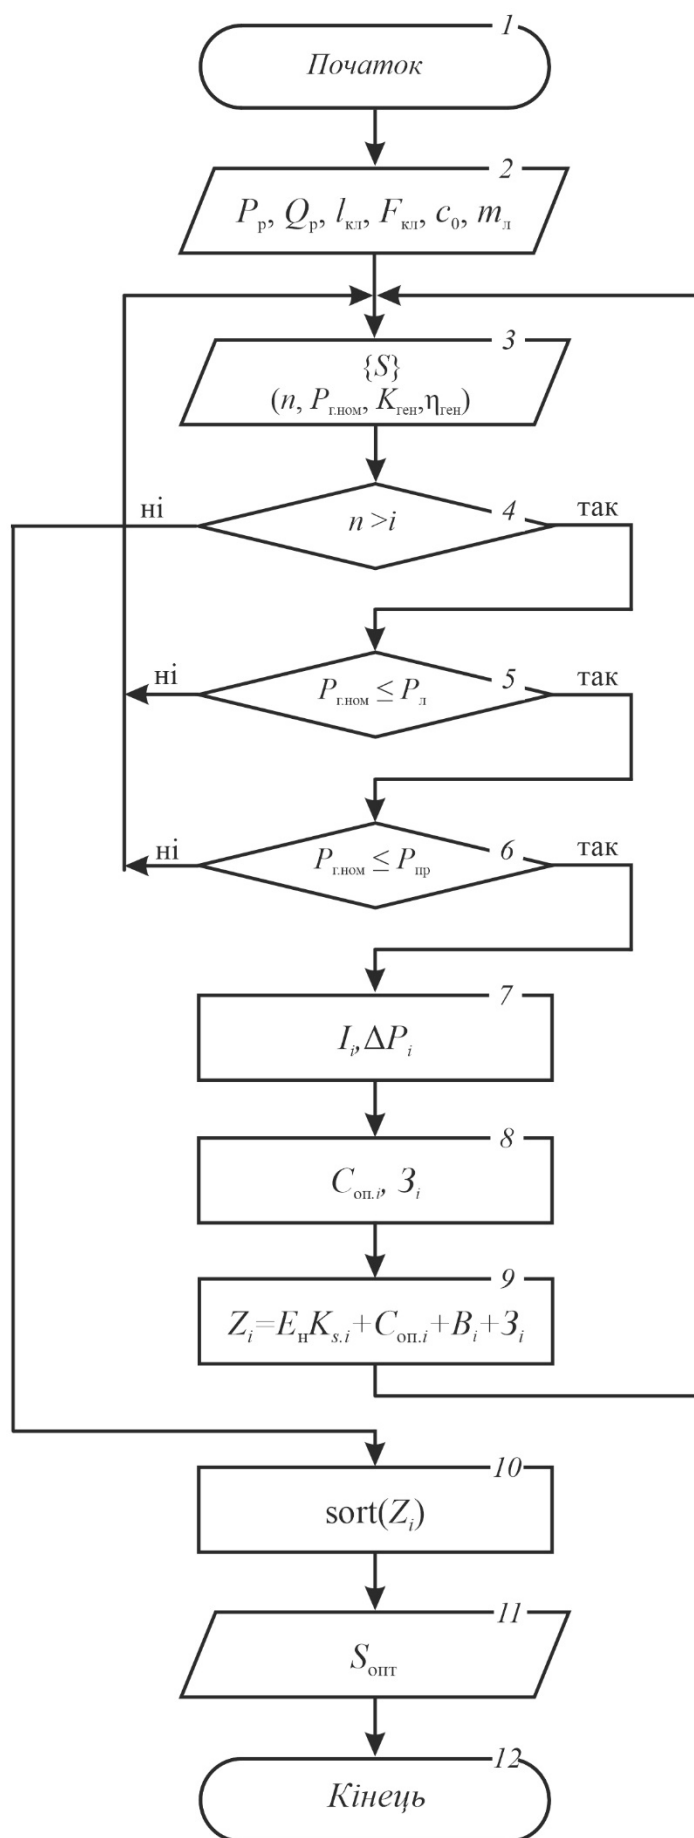 1
Початок
2
Pр, Qр, lкл, Fкл, c0, mл
3
{S}
(n, Pг.ном, Kген,ηген)
4
ні
n >i
так
5
ні
Pг.ном ≤ Pл
так
6
ні
Pг.ном ≤ Pпр
так
7
Ii,ΔPi
8
Cоп.i, Зi
9
Zi=EнKs.i+Cоп.i+Bi+Зi
10
sort(Zi)
11
Sопт
12
Кінець